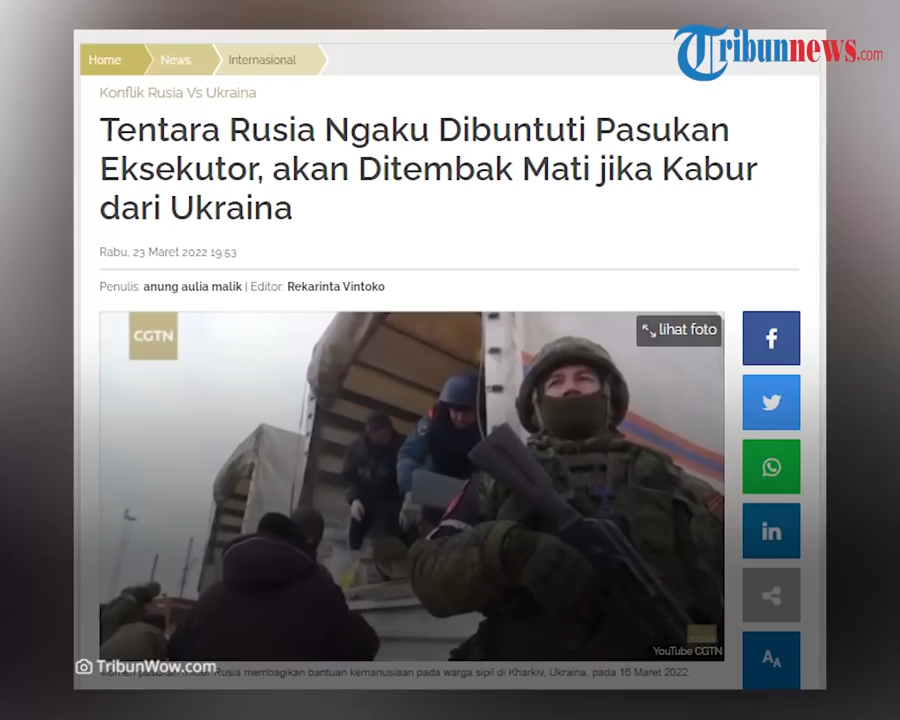 Tribunnews.com
Home News Internasional
Konflik Rusia Vs Ukraina
Tentara Rusia Ngaku Dibuntuti Pasukan
Eksekutor, akan Ditembak Mati jika Kabur
dari Ukraina
Rabu, 23 Maret 2022 19:53
Penulis: anung aulia malik | Editor: Rekarinta Vintoko
CGTN
lihat foto
f
in
YouTube CGTN
AA
TribunWow.com
Rusia membagikan bantuan kemanusiaan pada warga sipil di Kharkiv, Ukraina, pada 16 Maret 2022.